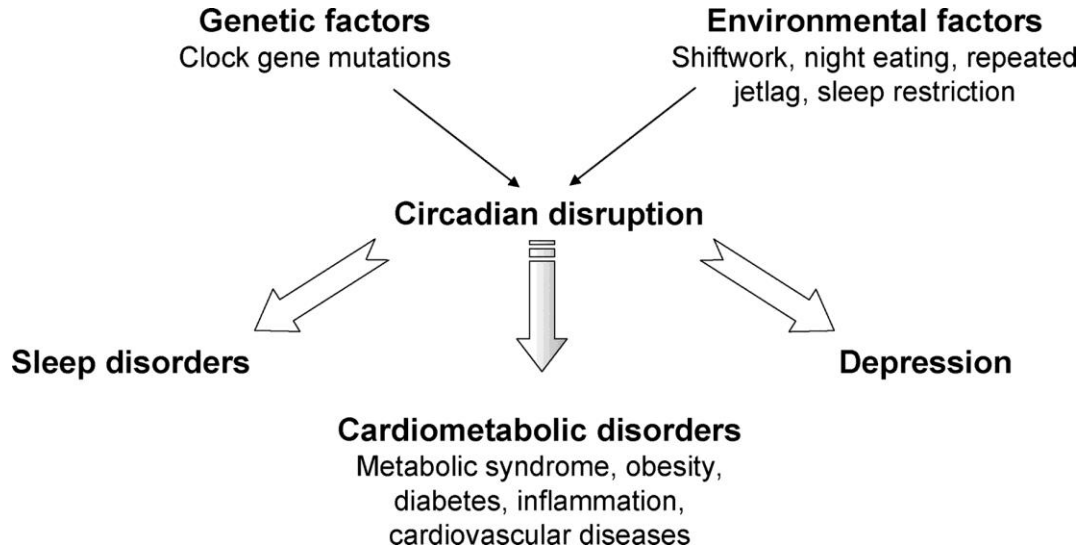 Genetic factors
Clock gene mutations
Environmental factors
Shiftwork, night eating, repeated
jetlag, sleep restriction
Circadian disruption
Sleep disorders
Depression
Cardiometabolic disorders
Metabolic syndrome, obesity,
diabetes, inflammation,
cardiovascular diseases